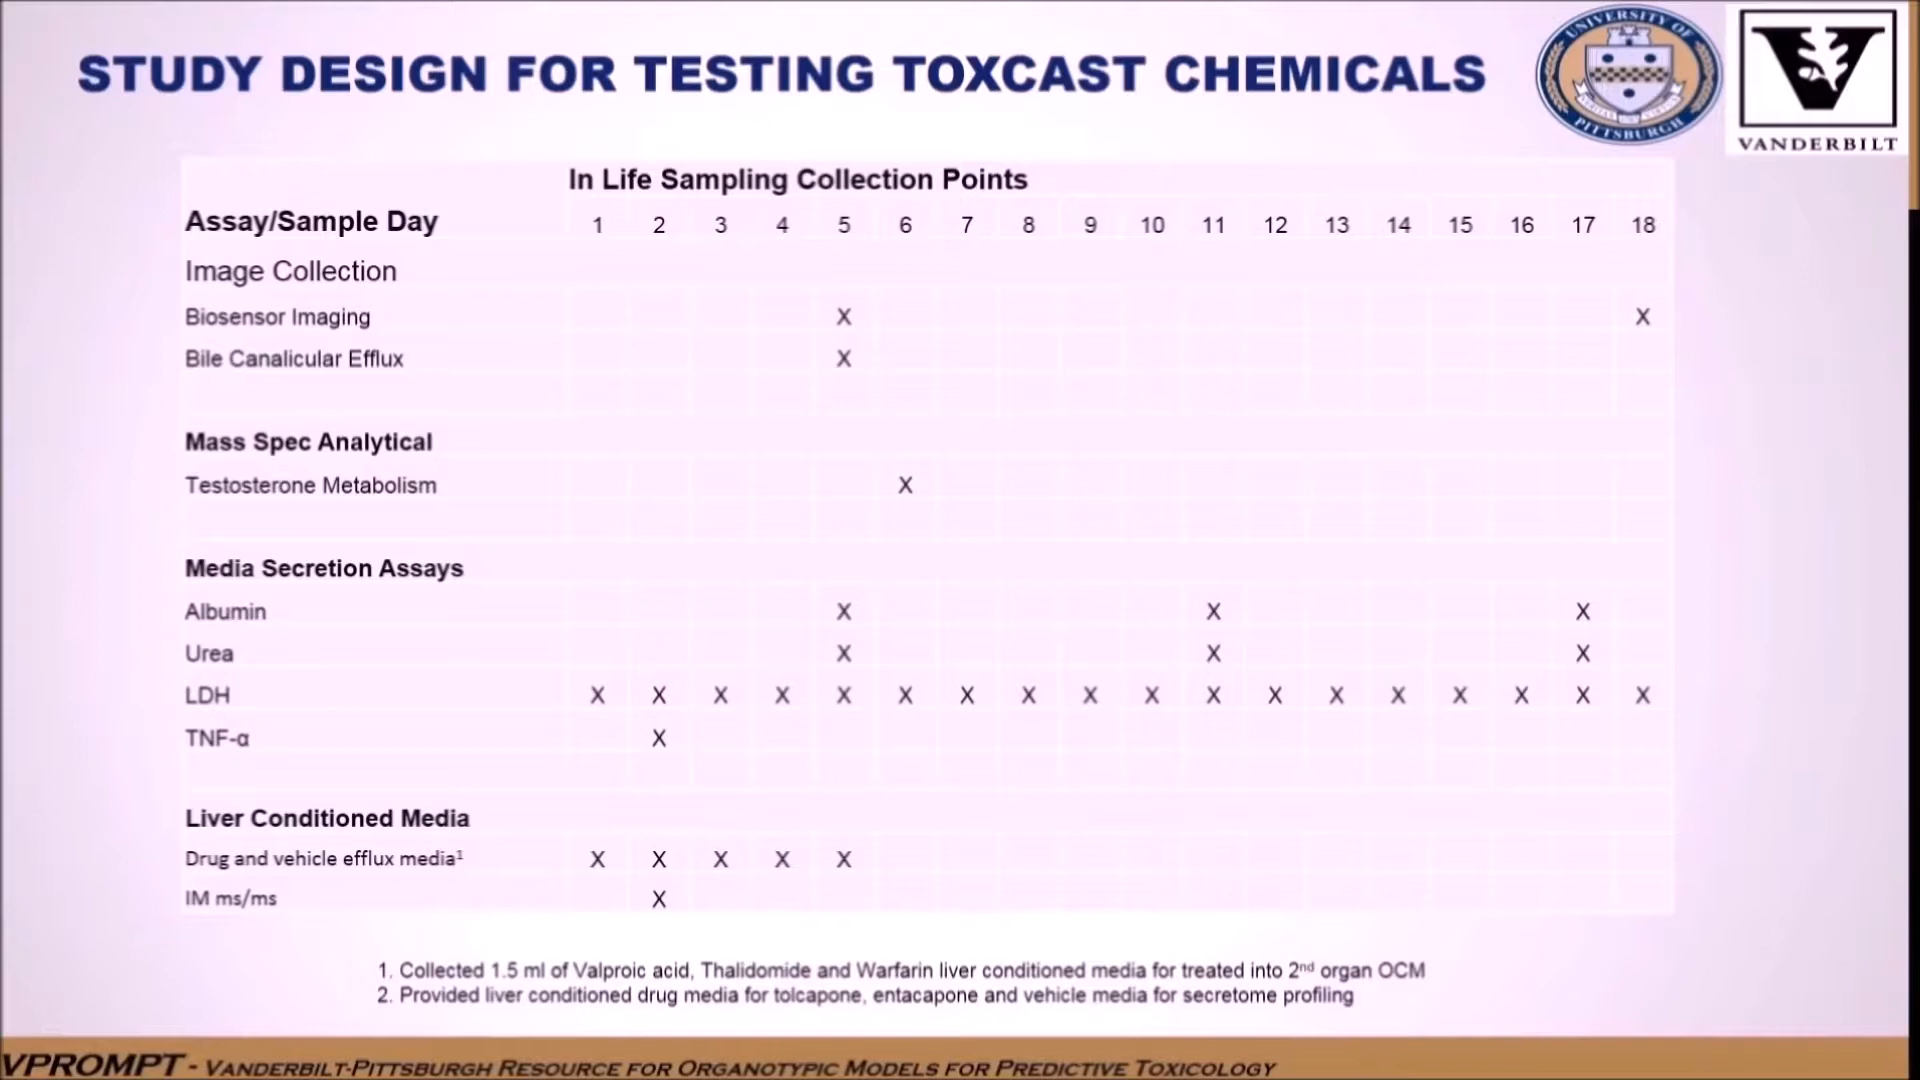 STUDY DESIGN FOR TESTING TOXCAST CHEMICALS
UNIVERSITY OF PITTSBURGH
VANDERBILT
In Life Sampling Collection Points
Assay/Sample Day 1 2 3 4 5 6 7 8 9 10 11 12 13 14 15 16 17 18
Image Collection
Biosensor Imaging X X
Bile Canalicular Efflux X
Mass Spec Analytical
Testosterone Metabolism X
Media Secretion Assays
Albumin X X X
Urea X X X
LDH X X X X X X X X X X X X X X X X X X
TNF-α X
Liver Conditioned Media
Drug and vehicle efflux media¹ X X X X X
IM ms/ms X
1. Collected 1.5 ml of Valproic acid, Thalidomide and Warfarin liver conditioned media for treated into 2nd organ OCM
2. Provided liver conditioned drug media for tolcapone, entacapone and vehicle media for secretome profiling
VPROMPT - VANDERBILT-PITTSBURGH RESOURCE FOR ORGANOTYPIC MODELS FOR PREDICTIVE TOXICOLOGY